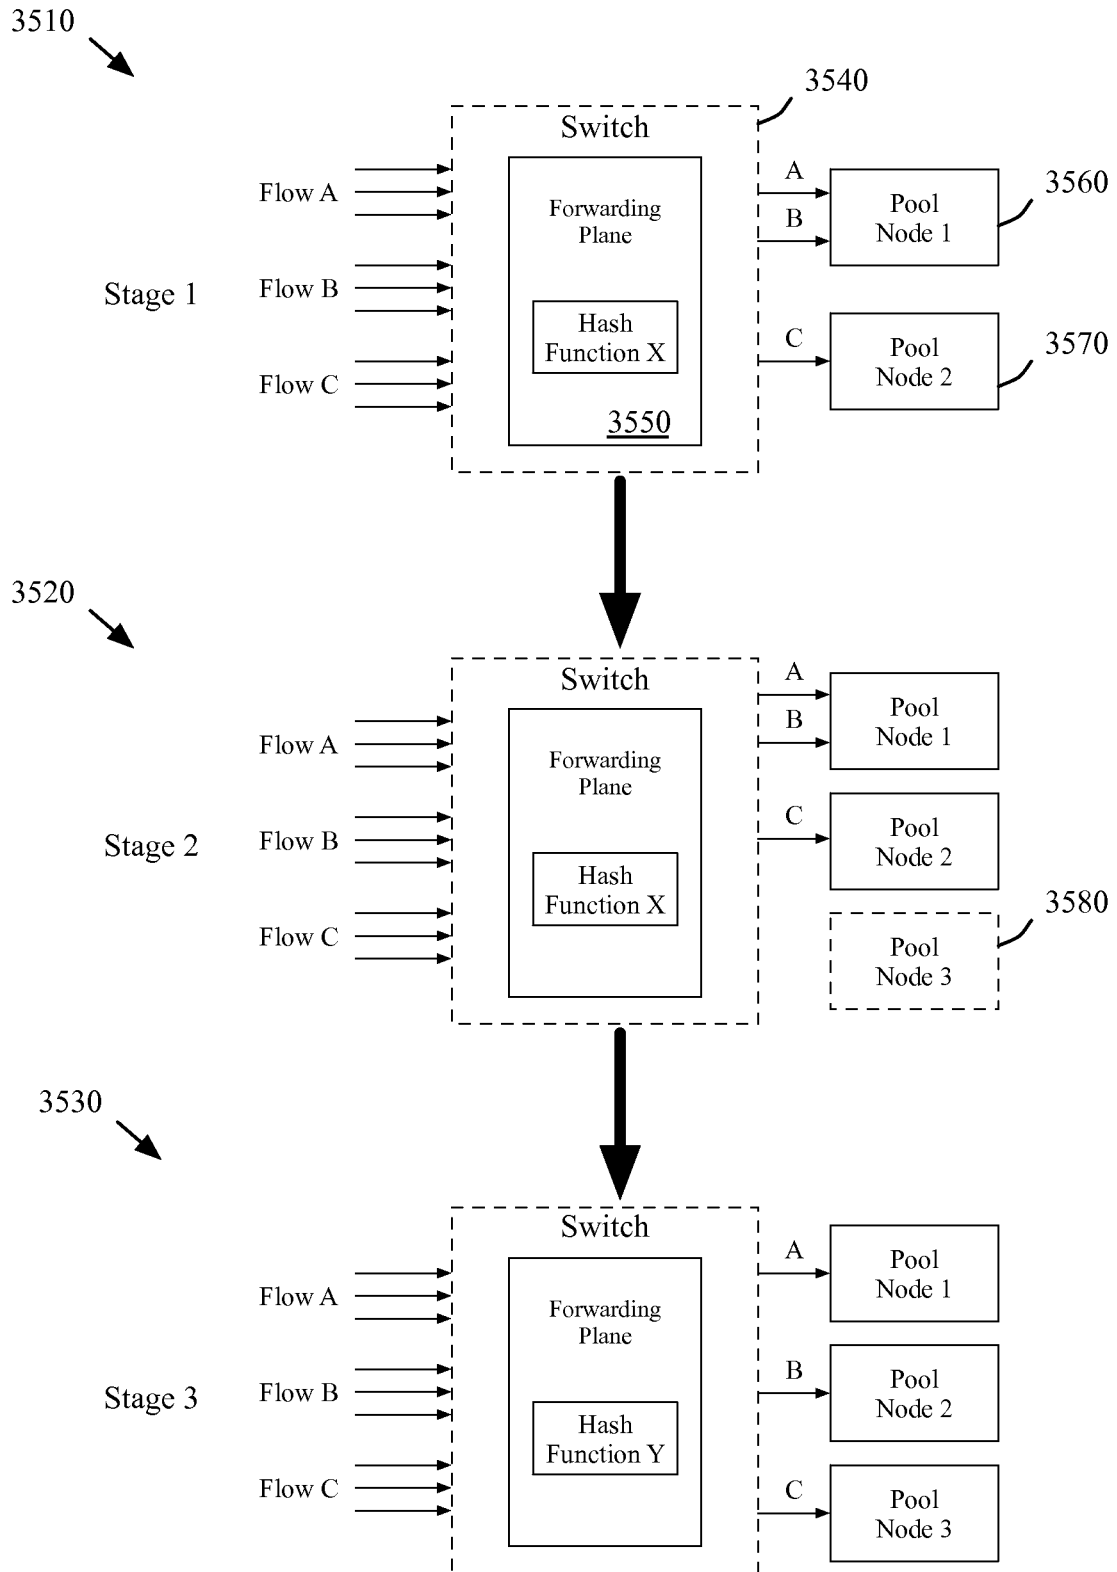 3510
3540
Switch
Flow A
Forwarding
Plane
A
B
Pool
Node 1
3560
Stage 1
Flow B
Hash
Function X
C
Pool
Node 2
3570
Flow C
3550
3520
Switch
Flow A
Forwarding
Plane
A
B
Pool
Node 1
Stage 2
Flow B
Hash
Function X
C
Pool
Node 2
Flow C
3580
Pool
Node 3
3530
Switch
Flow A
Forwarding
Plane
A
Pool
Node 1
Stage 3
Flow B
Hash
Function Y
B
Pool
Node 2
Flow C
C
Pool
Node 3